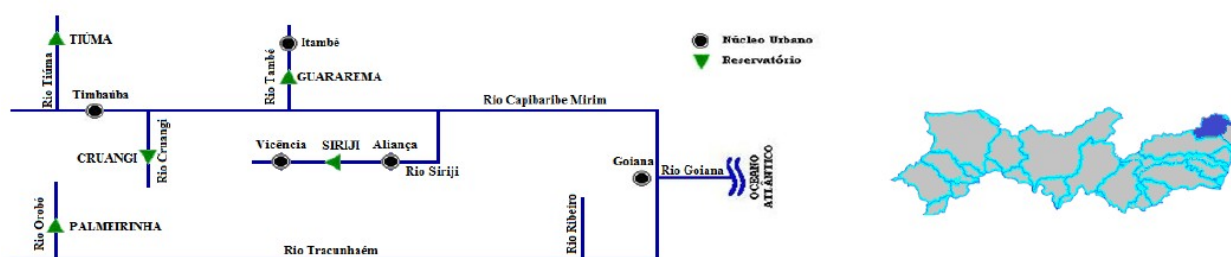 TIÚMA
Rio Tiúma
Timbaúba
CRUANGI
Rio Cruangi
Itambé
Rio També
GUARAREMA
Rio Capibaribe Mirim
Núcleo Urbano
Reservatório
Vicência
SIRIJI
Aliança
Rio Siriji
Goiana
Rio Goiana
OCEANO
ATLÂNTICO
Rio Orobó
PALMEIRINHA
Rio Tracunhaém
Rio Ribeiro